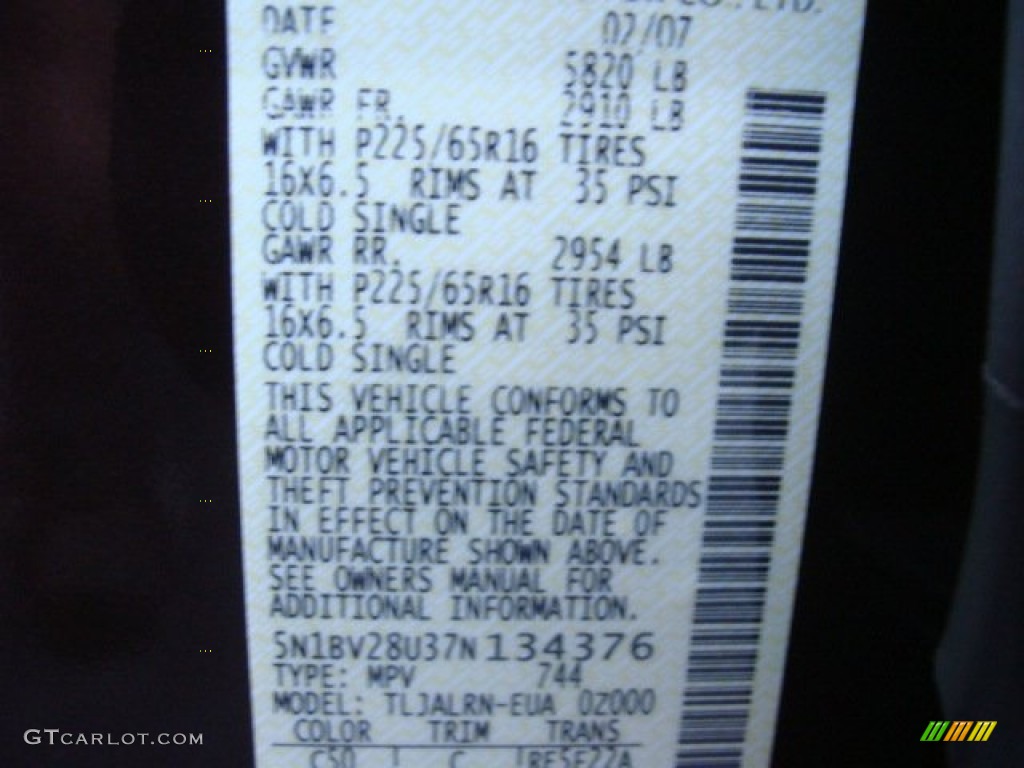 CO., LTD.
DATE 02/07
GVWR 5820 LB
GAWR FR. 2910 LB
WITH P225/65R16 TIRES
16X6.5 RIMS AT 35 PSI
COLD SINGLE
GAWR RR. 2954 LB
WITH P225/65R16 TIRES
16X6.5 RIMS AT 35 PSI
COLD SINGLE
THIS VEHICLE CONFORMS TO
ALL APPLICABLE FEDERAL
MOTOR VEHICLE SAFETY AND
THEFT PREVENTION STANDARDS
IN EFFECT ON THE DATE OF
MANUFACTURE SHOWN ABOVE.
SEE OWNERS MANUAL FOR
ADDITIONAL INFORMATION.
5N1BV28U37N134376
TYPE: MPV 744
MODEL: TLJALRN-EUA 0Z000
COLOR TRIM TRANS
C50 C RE5F22A
GTCARLOT.COM